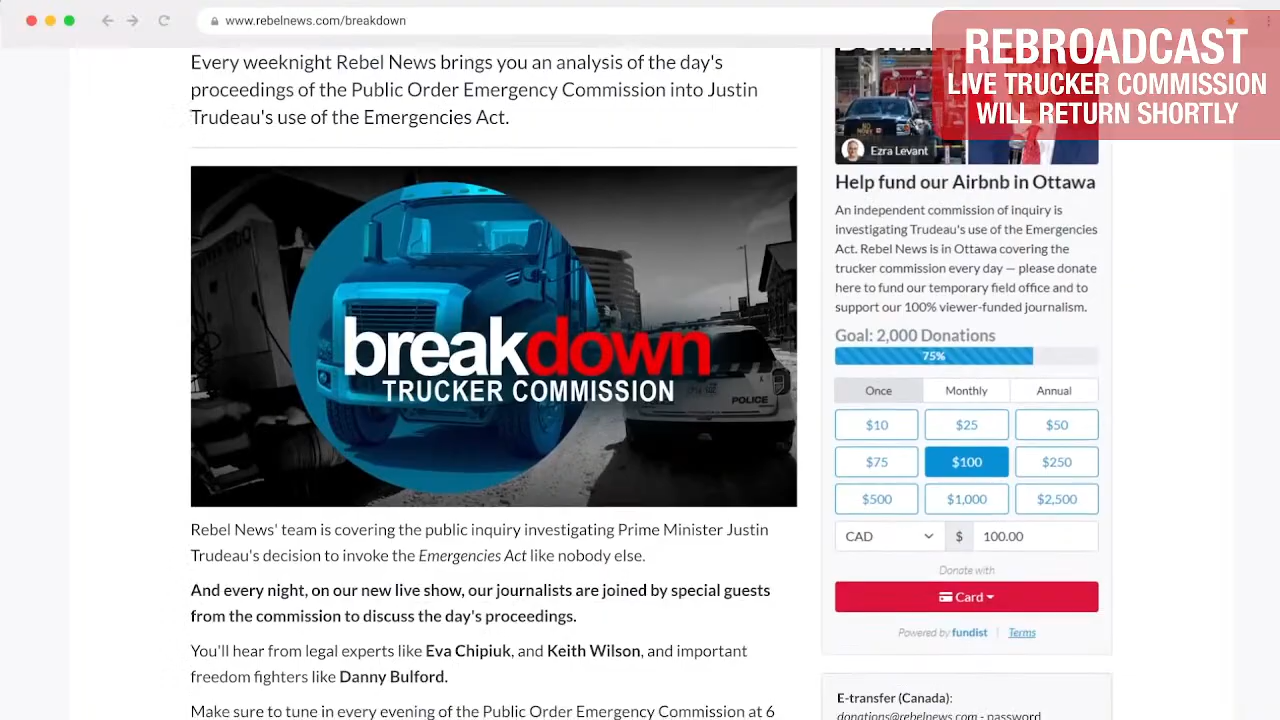 www.rebelnews.com/breakdown
REBROADCAST
LIVE TRUCKER COMMISSION
WILL RETURN SHORTLY
Every weeknight Rebel News brings you an analysis of the day's
proceedings of the Public Order Emergency Commission into Justin
Trudeau's use of the Emergencies Act.
breakdown
TRUCKER COMMISSION
POLICE
Rebel News' team is covering the public inquiry investigating Prime Minister Justin
Trudeau's decision to invoke the Emergencies Act like nobody else.
And every night, on our new live show, our journalists are joined by special guests
from the commission to discuss the day's proceedings.
You'll hear from legal experts like Eva Chipiuk, and Keith Wilson, and important
freedom fighters like Danny Bulford.
Make sure to tune in every evening of the Public Order Emergency Commission at 6
Ezra Levant
Help fund our Airbnb in Ottawa
An independent commission of inquiry is
investigating Trudeau's use of the Emergencies
Act. Rebel News is in Ottawa covering the
trucker commission every day — please donate
here to fund our temporary field office and to
support our 100% viewer-funded journalism.
Goal: 2,000 Donations
75%
Once Monthly Annual
$10 $25 $50
$75 $100 $250
$500 $1,000 $2,500
CAD $ 100.00
Donate with
Card
Powered by fundist | Terms
E-transfer (Canada):
donations@rebelnews.com - password